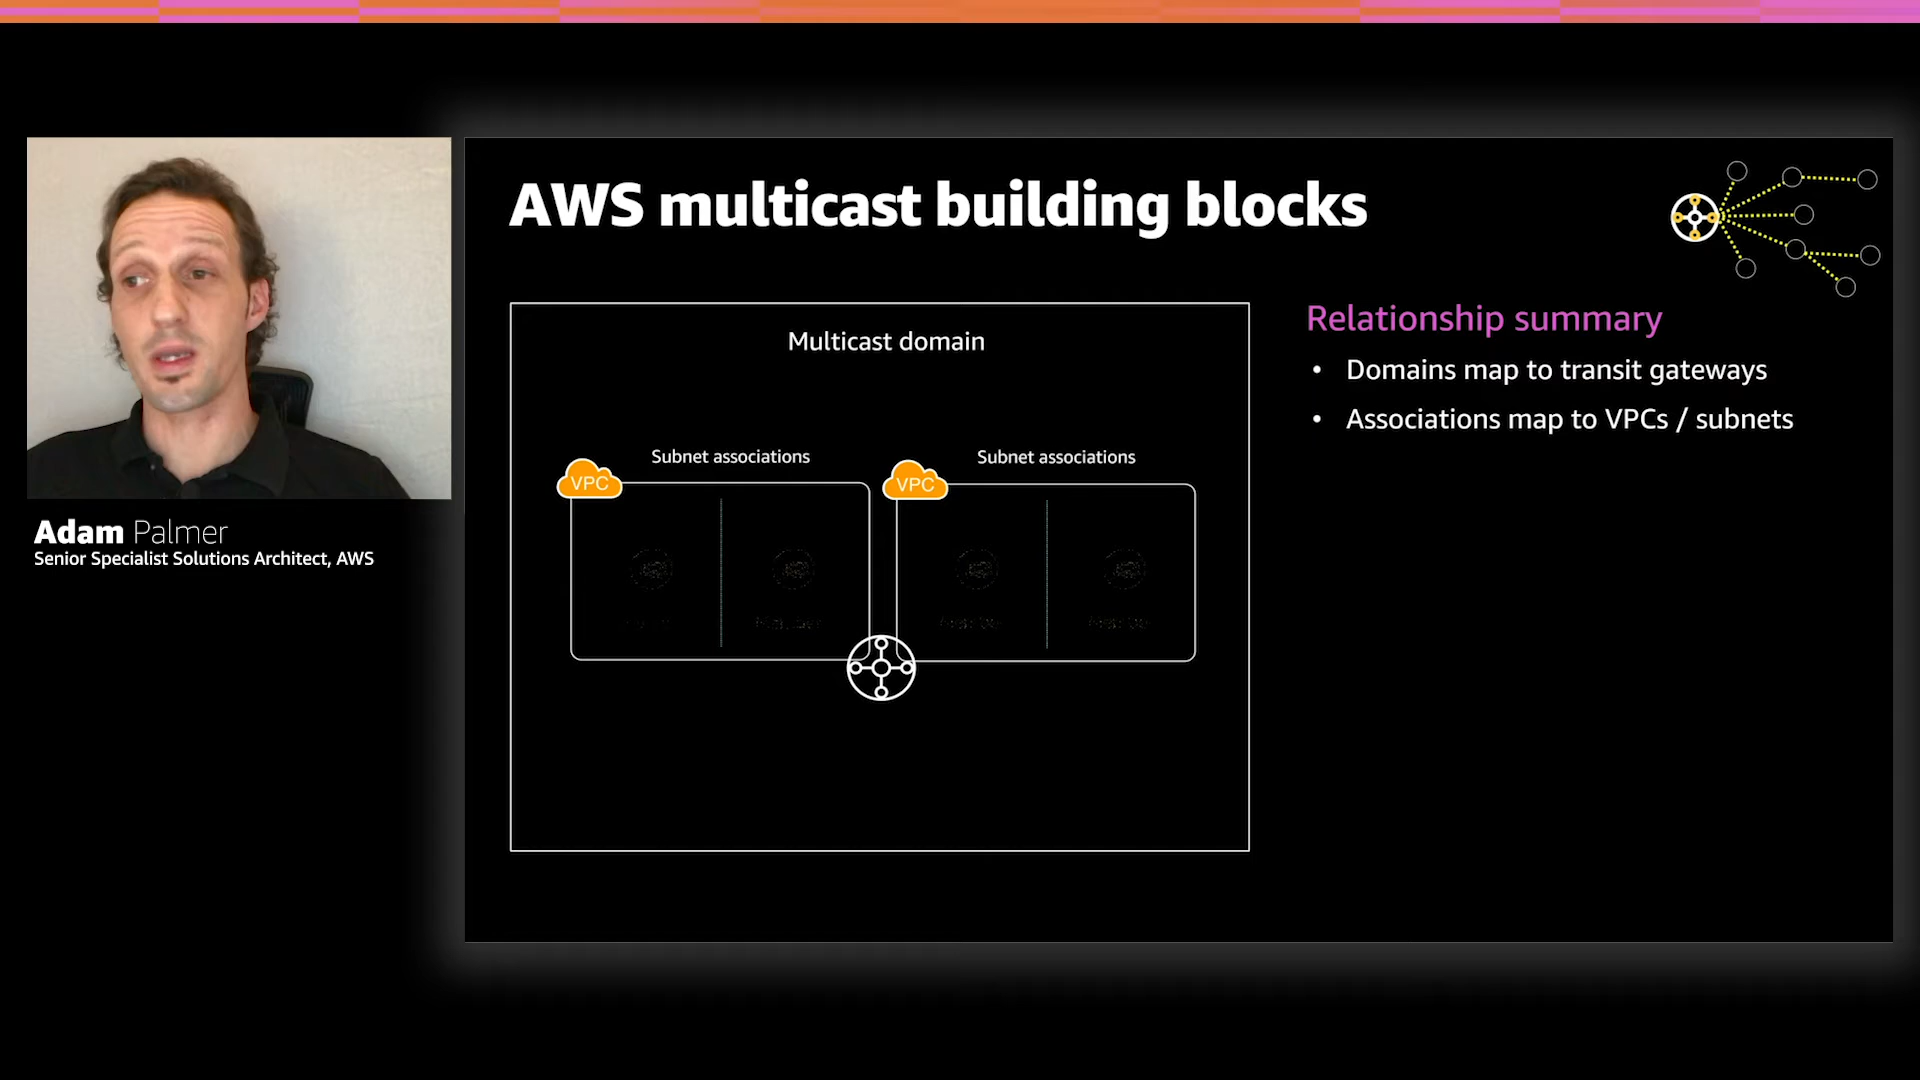 AWS multicast building blocks
Multicast domain
Subnet associations
Subnet associations
VPC
VPC
Relationship summary
• Domains map to transit gateways
• Associations map to VPCs / subnets
Adam Palmer
Senior Specialist Solutions Architect, AWS